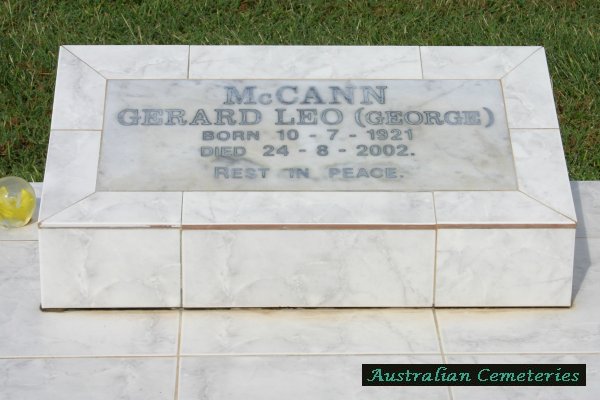 McCANN
GERARD LEO (GEORGE)
BORN 10 - 7 - 1921
DIED 24 - 8 - 2002.
REST IN PEACE.
Australian Cemeteries